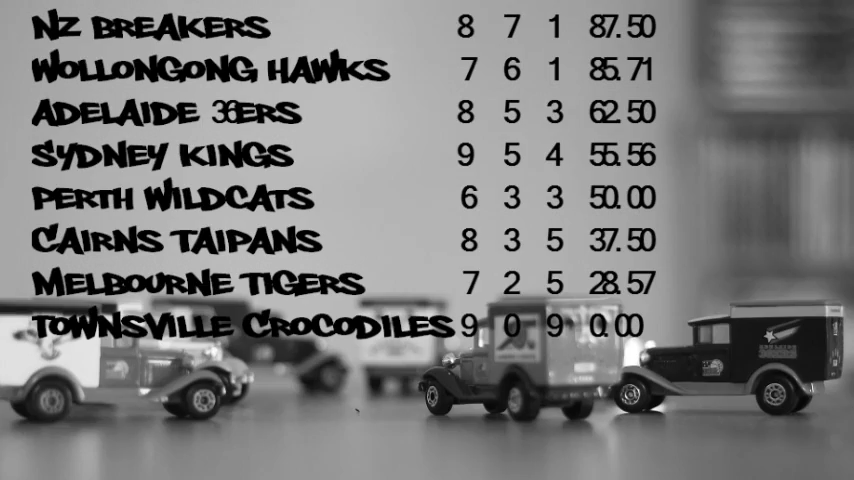 NZ BREAKERS 8 7 1 87.50
WOLLONGONG HAWKS 7 6 1 85.71
ADELAIDE 36ERS 8 5 3 62.50
SYDNEY KINGS 9 5 4 55.56
PERTH WILDCATS 6 3 3 50.00
CAIRNS TAIPANS 8 3 5 37.50
MELBOURNE TIGERS 7 2 5 28.57
TOWNSVILLE CROCODILES 9 0 9 0.00